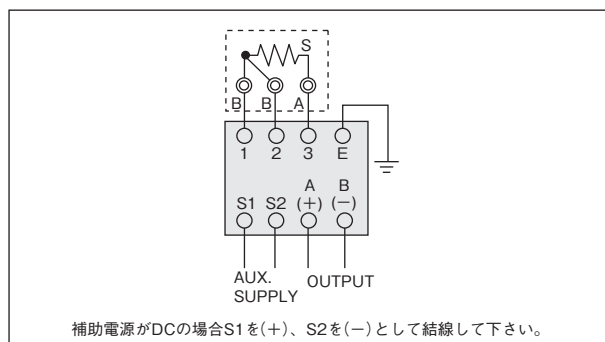 S
B B A
1 2 3 E
A B
S1 S2 (+) (−)
AUX. OUTPUT
SUPPLY
補助電源がDCの場合S1を(+)、S2を(−)として結線して下さい。